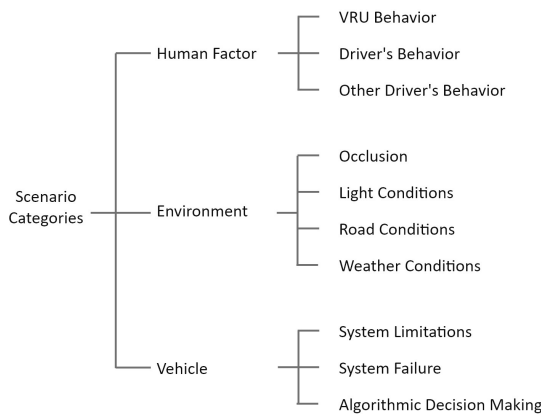 Scenario
Categories
Human Factor
VRU Behavior
Driver's Behavior
Other Driver's Behavior
Environment
Occlusion
Light Conditions
Road Conditions
Weather Conditions
Vehicle
System Limitations
System Failure
Algorithmic Decision Making